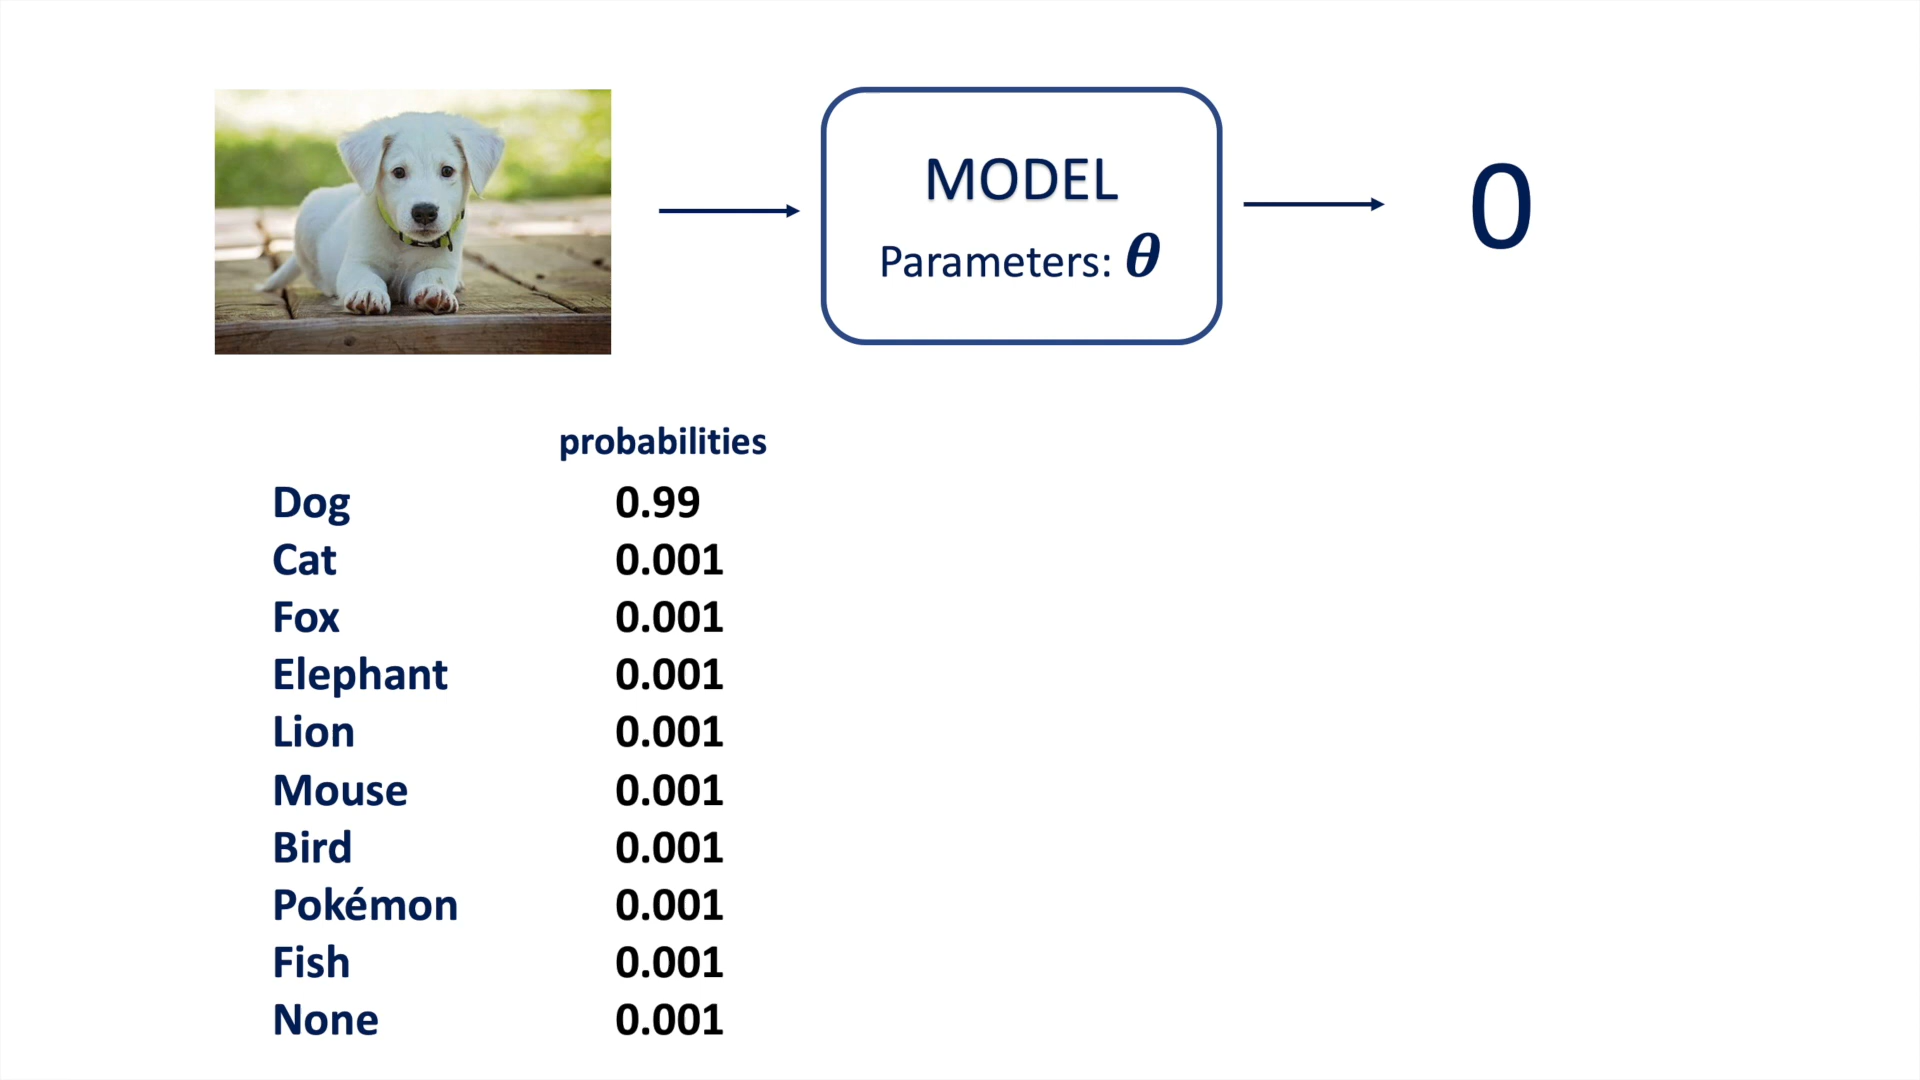 MODEL
Parameters: θ
0
probabilities
Dog 0.99
Cat 0.001
Fox 0.001
Elephant 0.001
Lion 0.001
Mouse 0.001
Bird 0.001
Pokémon 0.001
Fish 0.001
None 0.001